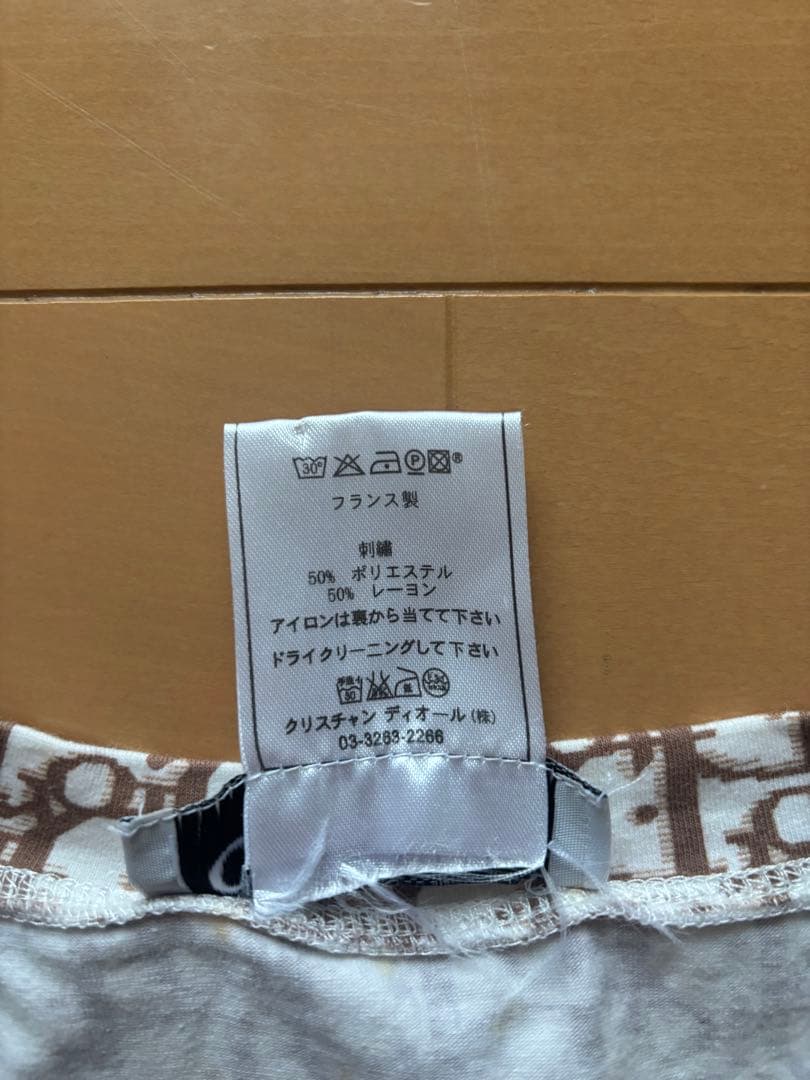 30°
P
®
フランス製
刺繍
50% ポリエステル
50% レーヨン
アイロンは裏から当てて下さい
ドライクリーニングして下さい
クリスチャン ディオール(株)
03-3263-2266